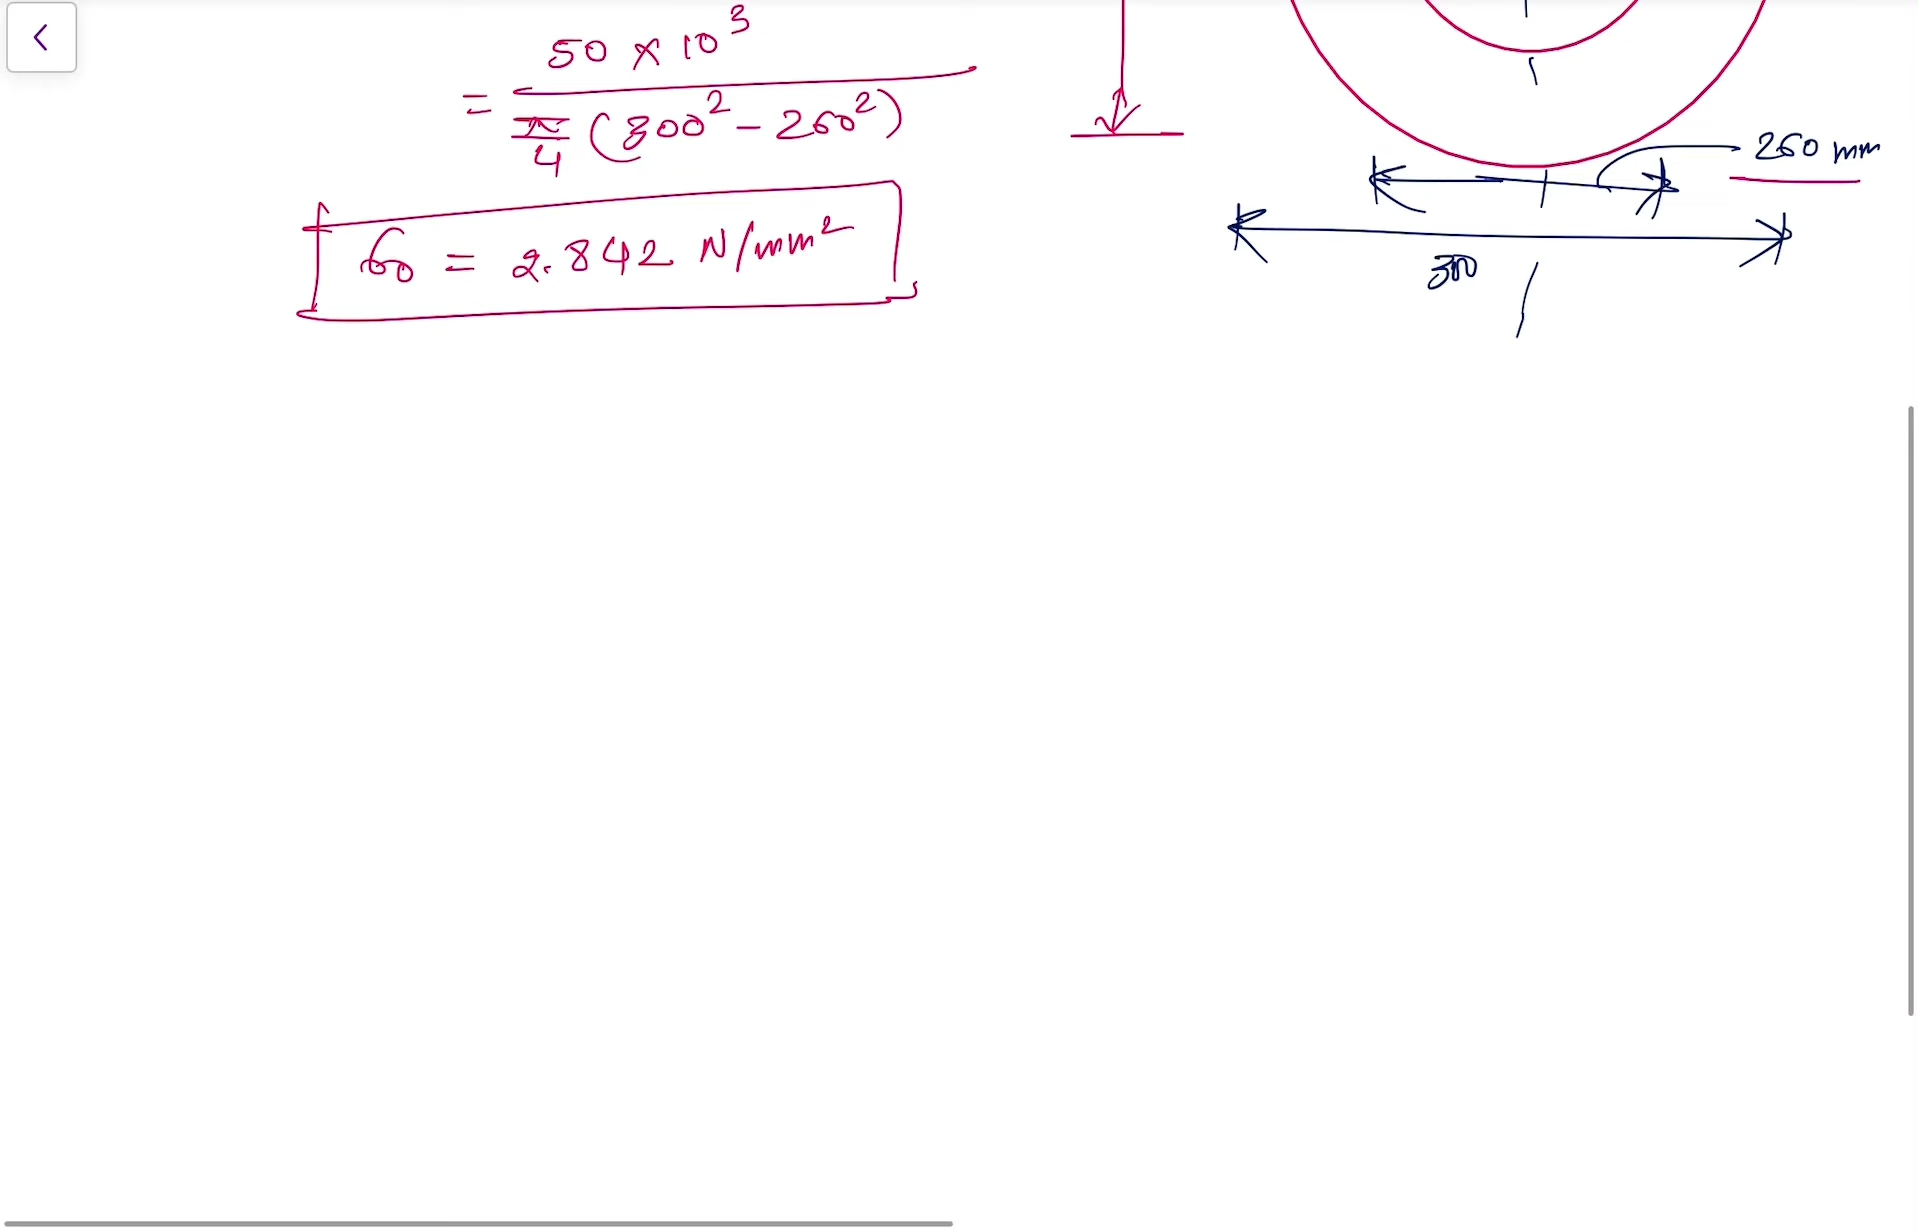 50 × 10³
= π/4 (300² − 260²)
σ₀ = 2.842 N/mm²
260 mm
300